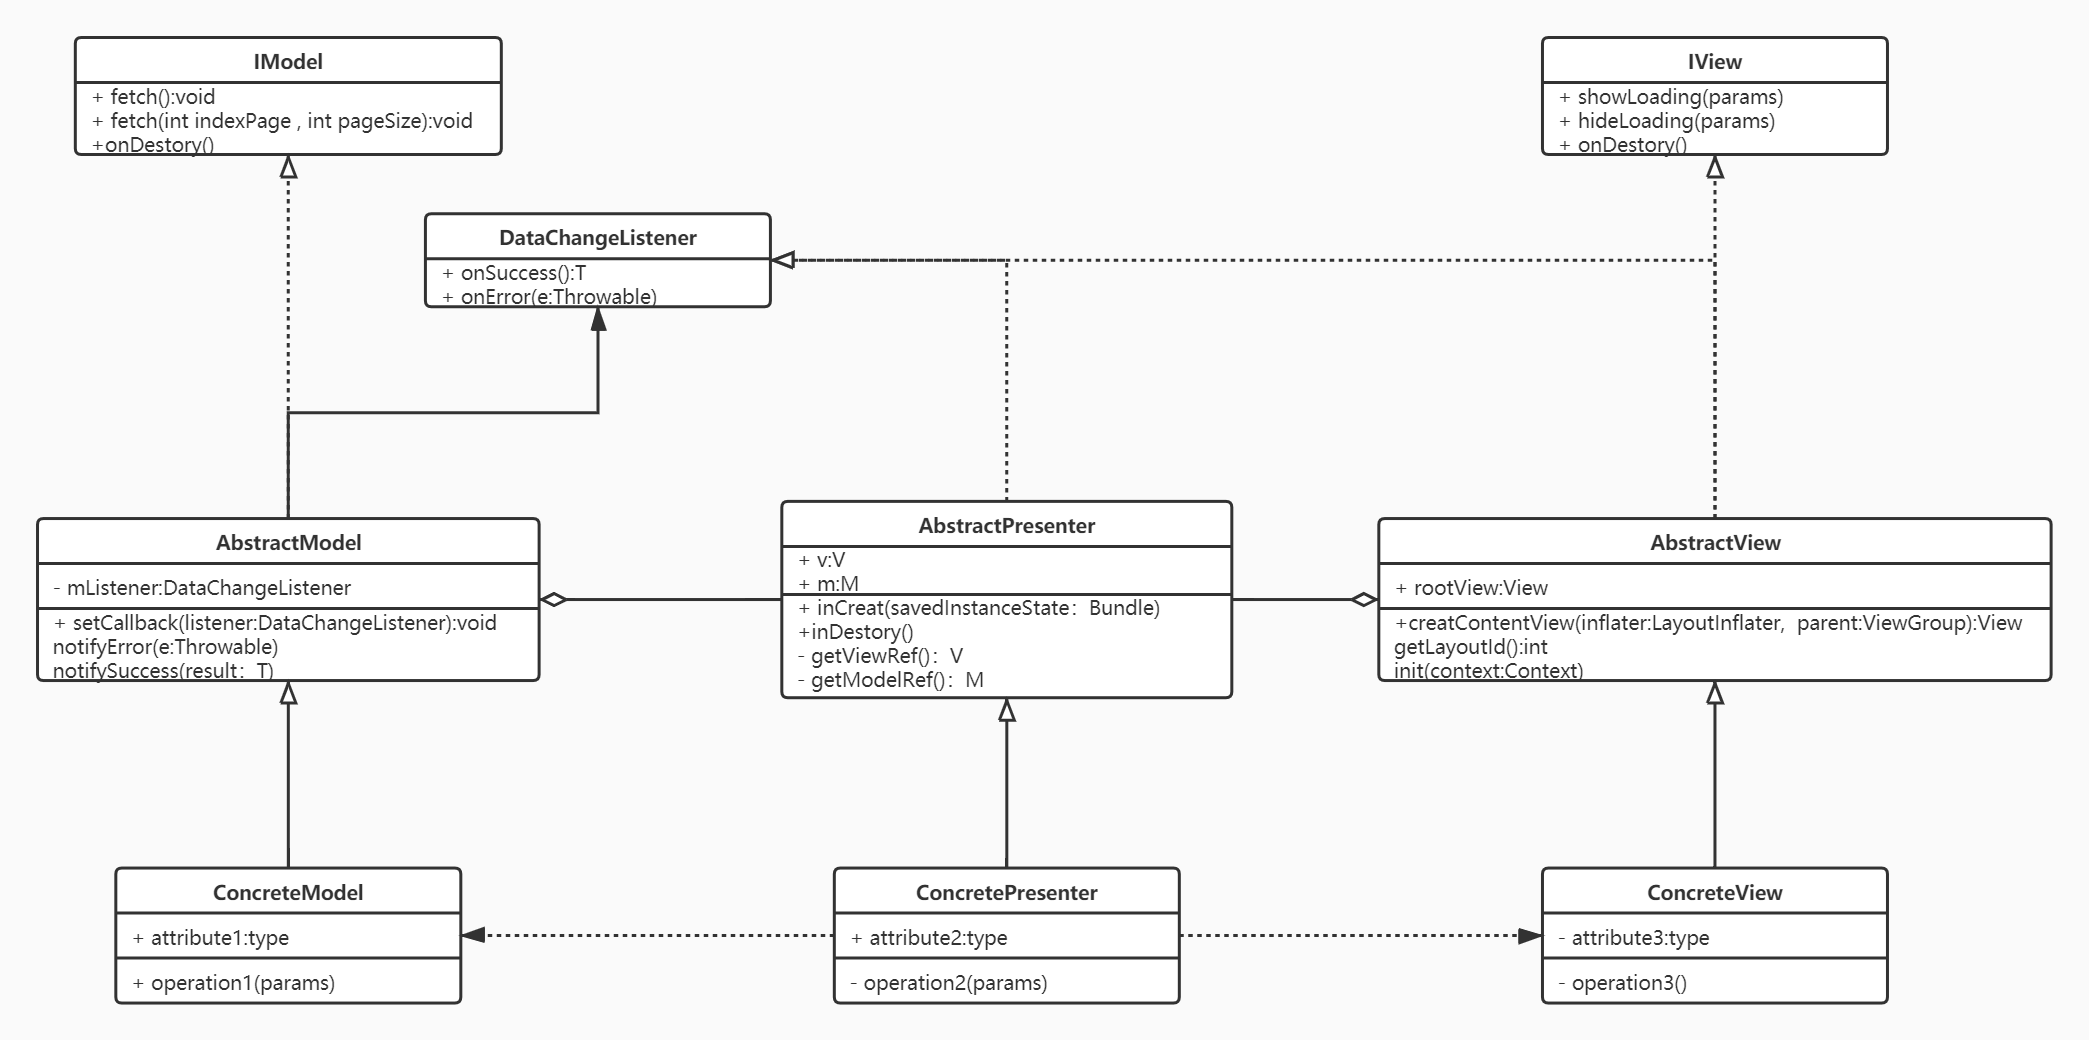 IModel
+ fetch():void
+ fetch(int indexPage , int pageSize):void
+onDestory()
IView
+ showLoading(params)
+ hideLoading(params)
+ onDestory()
DataChangeListener
+ onSuccess():T
+ onError(e:Throwable)
AbstractModel
- mListener:DataChangeListener
+ setCallback(listener:DataChangeListener):void
notifyError(e:Throwable)
notifySuccess(result：T)
AbstractPresenter
+ v:V
+ m:M
+ inCreat(savedInstanceState：Bundle)
+inDestory()
- getViewRef()：V
- getModelRef()：M
AbstractView
+ rootView:View
+creatContentView(inflater:LayoutInflater,  parent:ViewGroup):View
getLayoutId():int
init(context:Context)
ConcreteModel
+ attribute1:type
+ operation1(params)
ConcretePresenter
+ attribute2:type
- operation2(params)
ConcreteView
- attribute3:type
- operation3()